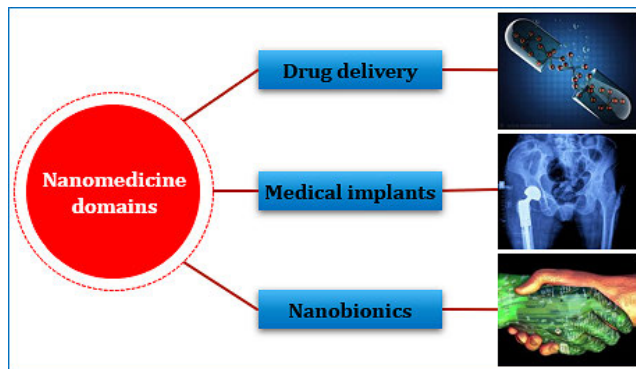 Nanomedicine
domains
Drug delivery
Medical implants
Nanobionics